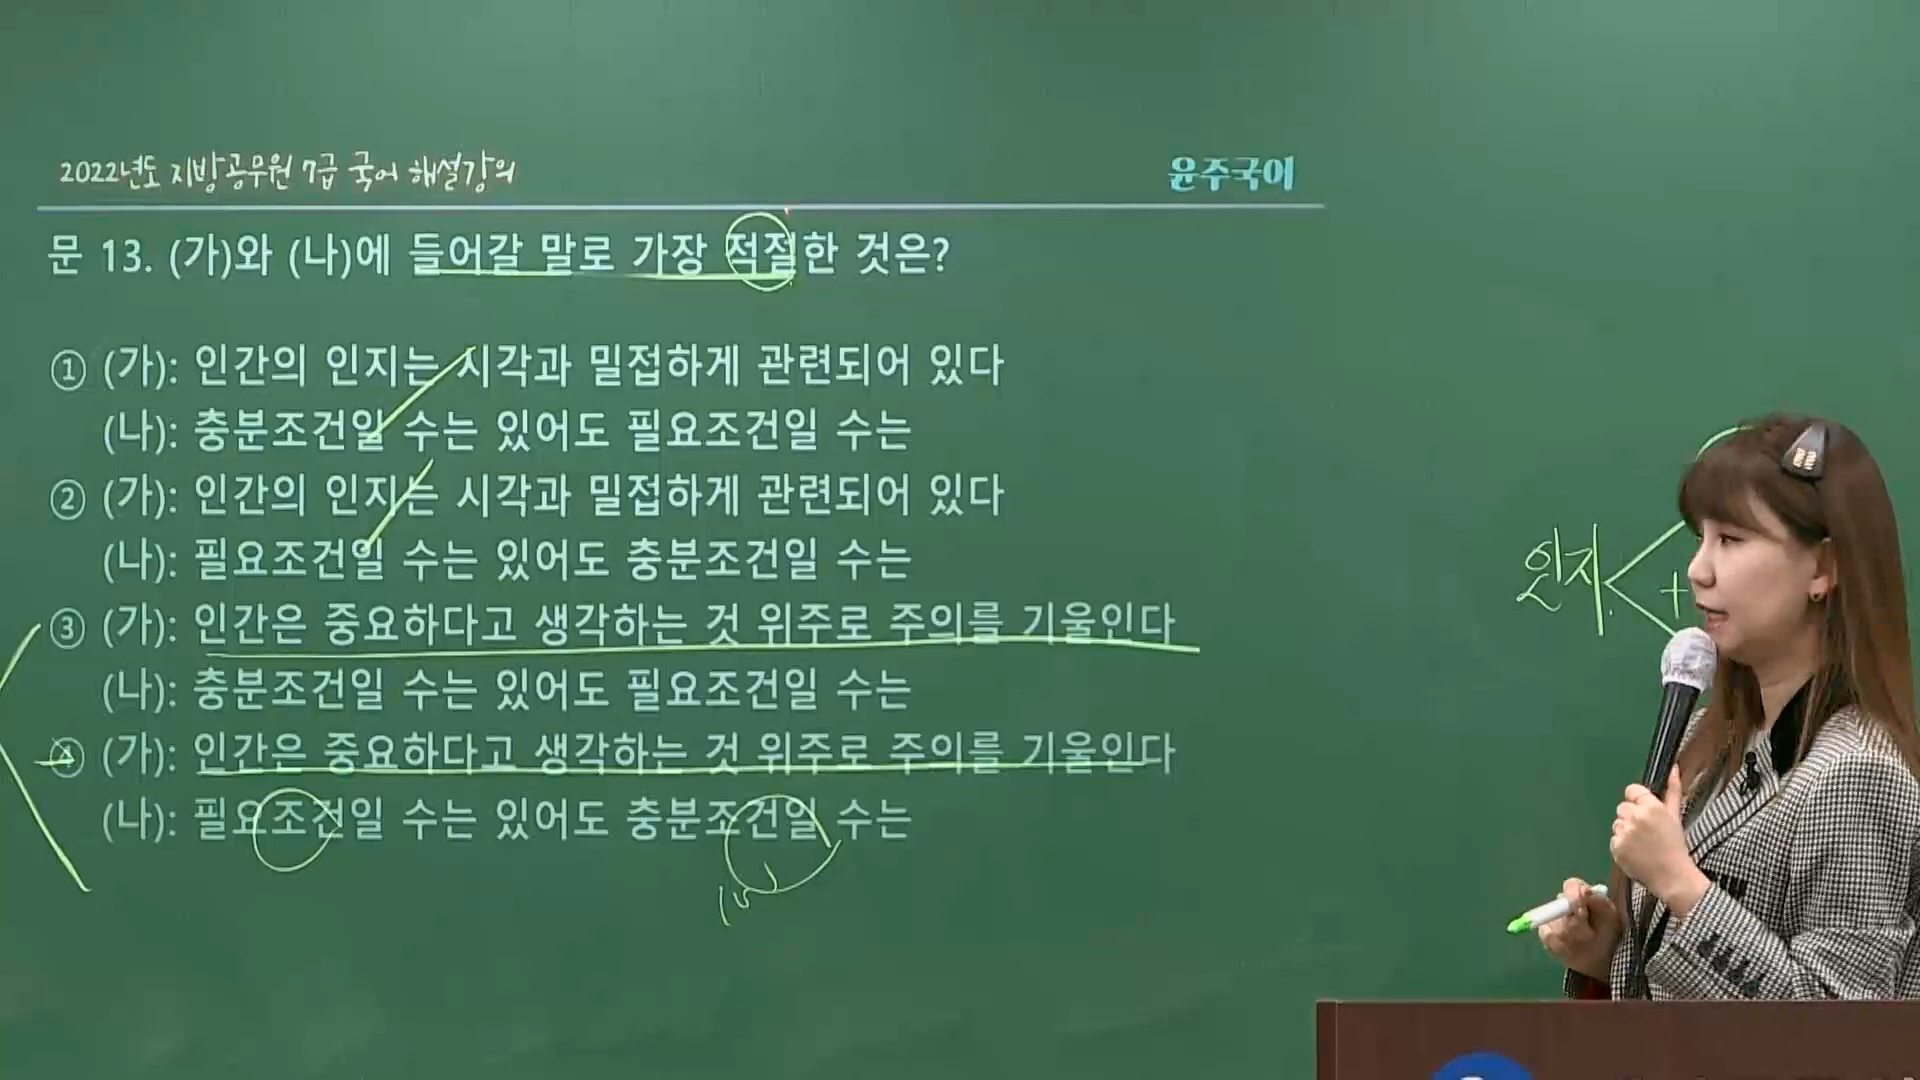 2022년도 지방공무원 7급 국어 해설강의
윤주국어
문 13. (가)와 (나)에 들어갈 말로 가장 적절한 것은?
① (가): 인간의 인지는 시각과 밀접하게 관련되어 있다
(나): 충분조건일 수는 있어도 필요조건일 수는
② (가): 인간의 인지는 시각과 밀접하게 관련되어 있다
(나): 필요조건일 수는 있어도 충분조건일 수는
③ (가): 인간은 중요하다고 생각하는 것 위주로 주의를 기울인다
(나): 충분조건일 수는 있어도 필요조건일 수는
④ (가): 인간은 중요하다고 생각하는 것 위주로 주의를 기울인다
(나): 필요조건일 수는 있어도 충분조건일 수는
인지
+